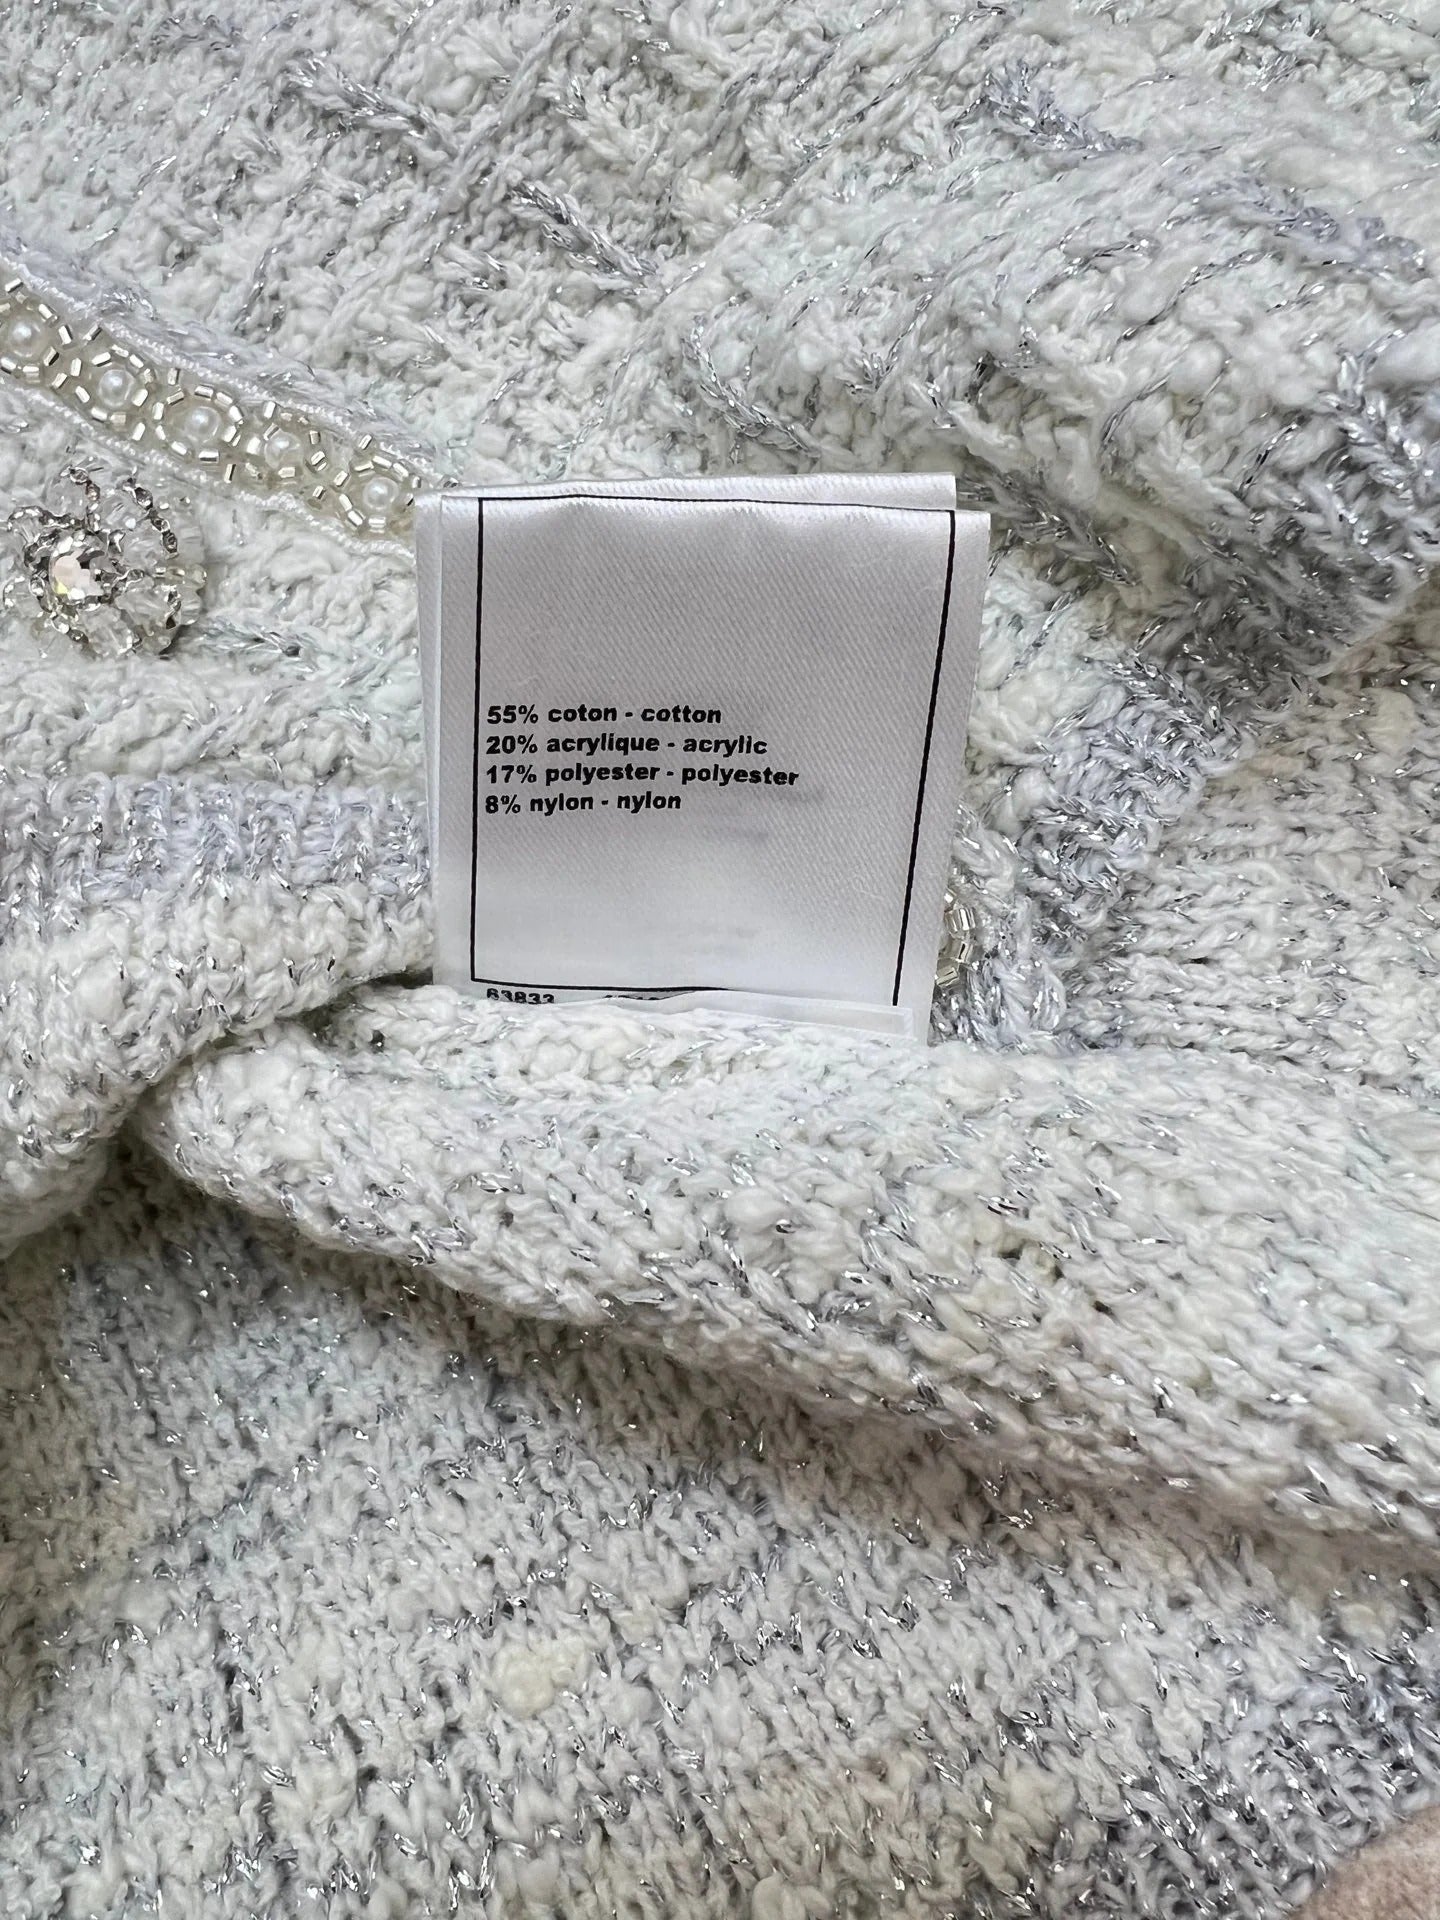 55% coton - cotton
20% acrylique - acrylic
17% polyester - polyester
8% nylon - nylon
63833